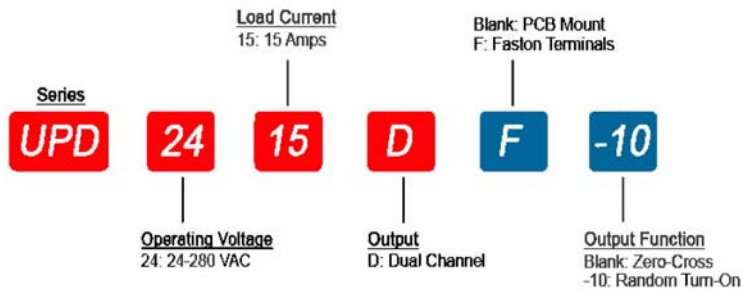 Load Current
15: 15 Amps
Blank: PCB Mount
F: Faston Terminals
Series
UPD 24 15 D F -10
Operating Voltage
24: 24-280 VAC
Output
D: Dual Channel
Output Function
Blank: Zero-Cross
-10: Random Turn-On